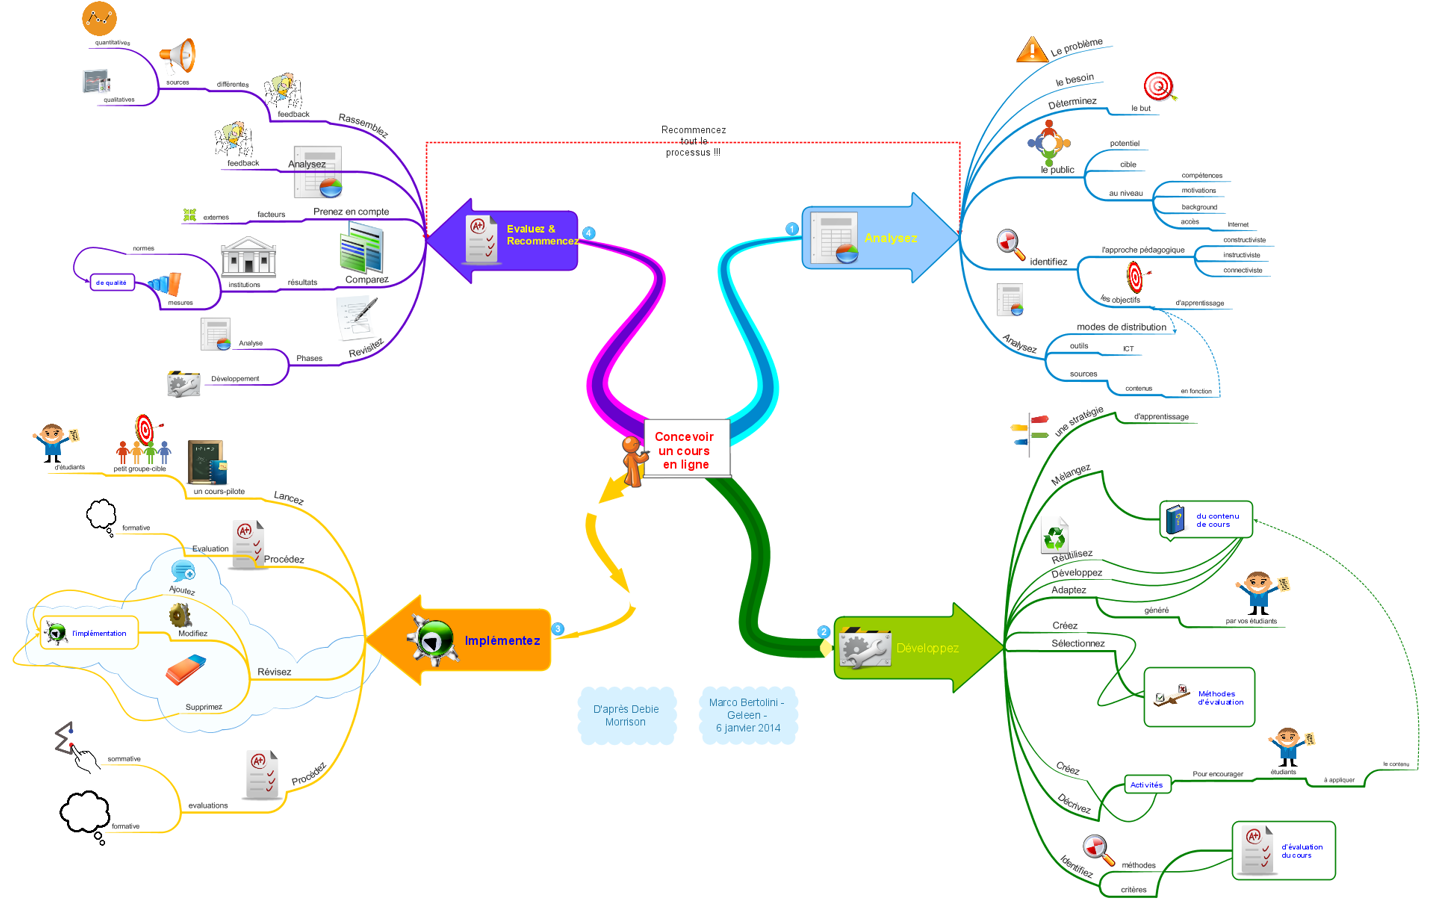 Concevoir
un cours
en ligne
Recommencez
tout le
processus !!!
1
Analysez
Le problème
le besoin
Déterminez
le but
le public
potentiel
cible
au niveau
compétences
motivations
background
accès
Internet
identifiez
l'approche pédagogique
constructiviste
instructiviste
connectiviste
les objectifs
d'apprentissage
Analysez
modes de distribution
outils
ICT
sources
contenus
en fonction
2
Développez
une stratégie
d'apprentissage
Mélangez
du contenu
de cours
Réutilisez
Développez
Adaptez
généré
par vos étudiants
Créez
Sélectionnez
Méthodes
d'évaluation
Créez
Décrivez
Activités
Pour encourager
étudiants
à appliquer
le contenu
Identifiez
méthodes
critères
d'évaluation
du cours
3
Implémentez
Lancez
un cours-pilote
petit groupe-cible
d'étudiants
Procédez
Evaluation
formative
Révisez
Ajoutez
Modifiez
Supprimez
l'implémentation
Procédez
evaluations
sommative
formative
4
Evaluez &
Recommencez
Rassemblez
feedback
différentes
sources
quantitatives
qualitatives
Analysez
feedback
Prenez en compte
facteurs
externes
Comparez
résultats
institutions
normes
mesures
de qualité
Revisitez
Phases
Analyse
Développement
D'après Debie
Morrison
Marco Bertolini -
Geleen -
6 janvier 2014
A+
A+
A+
A+